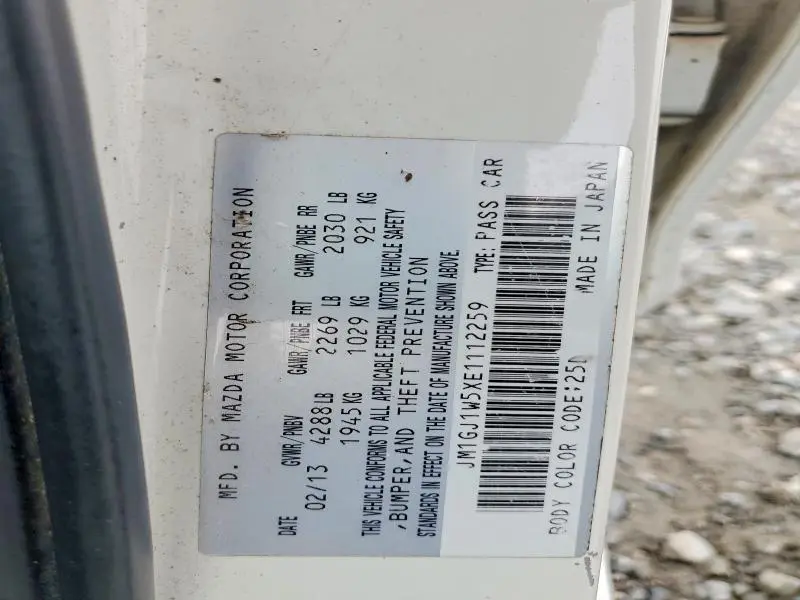 MFD. BY MAZDA MOTOR CORPORATION
DATE GVWR/PNBV GAWR/PNBE FRT GAWR/PNBE RR
02/13 4288LB 2269 LB 2030 LB
1945KG 1029 KG 921 KG
THIS VEHICLE CONFORMS TO ALL APPLICABLE FEDERAL MOTOR VEHICLE SAFETY
,BUMPER,AND THEFT PREVENTION
STANDARDS IN EFFECT ON THE DATE OF MANUFACTURE SHOWN ABOVE.
JM1GJ1W5XE1112259 TYPE: PASS CAR
BODY COLOR CODE:25D MADE IN JAPAN